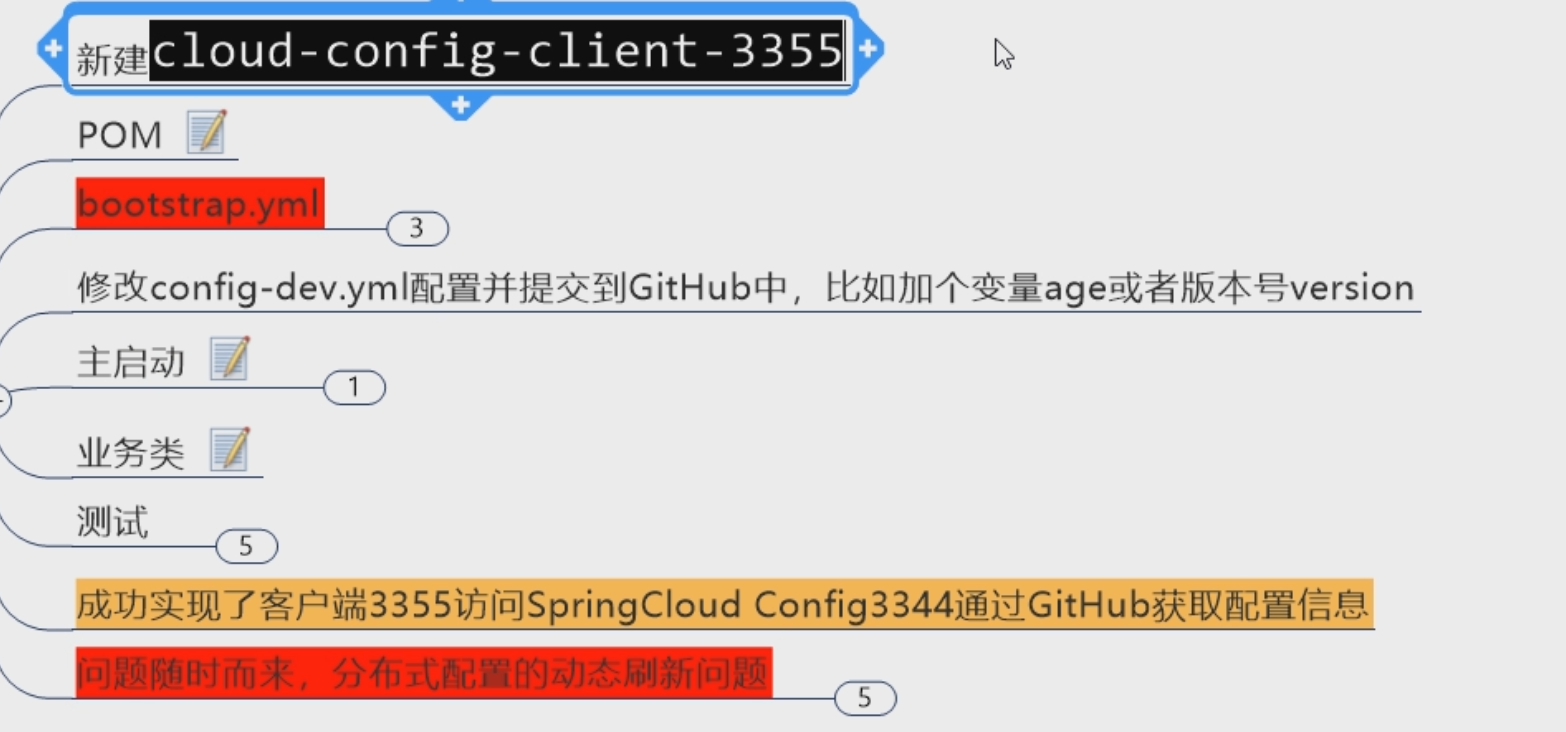 新建cloud-config-client-3355
POM
bootstrap.yml
3
修改config-dev.yml配置并提交到GitHub中，比如加个变量age或者版本号version
主启动
1
业务类
测试
5
成功实现了客户端3355访问SpringCloud Config3344通过GitHub获取配置信息
问题随时而来，分布式配置的动态刷新问题
5